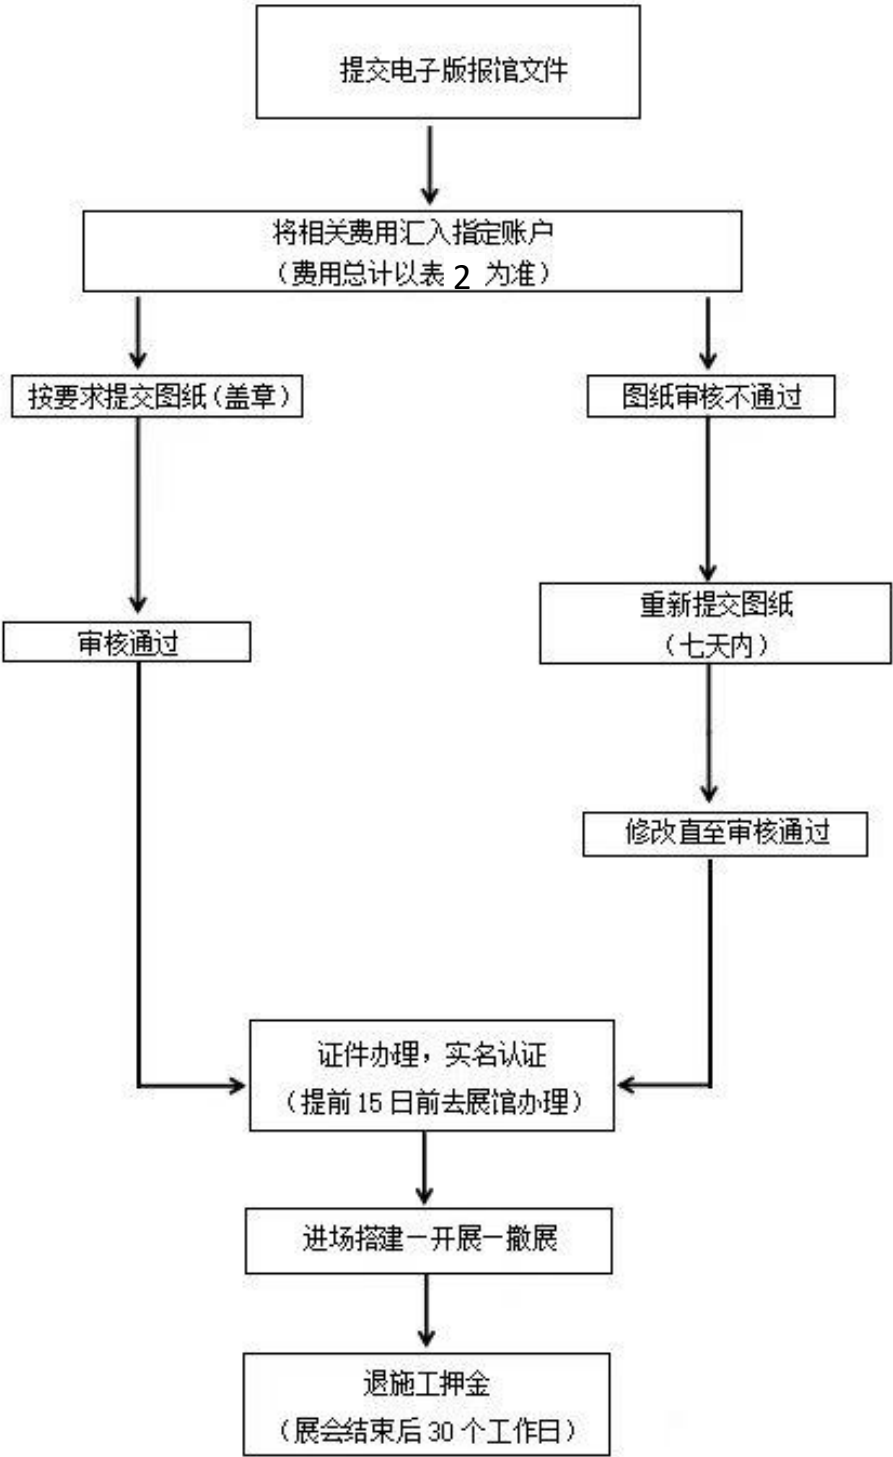 提交电子版报馆文件
将相关费用汇入指定账户
（费用总计以表 2 为准）
按要求提交图纸（盖章）
图纸审核不通过
审核通过
重新提交图纸
（七天内）
修改直至审核通过
证件办理，实名认证
（提前15日前去展馆办理）
进场搭建－开展－撤展
退施工押金
（展会结束后30个工作日）